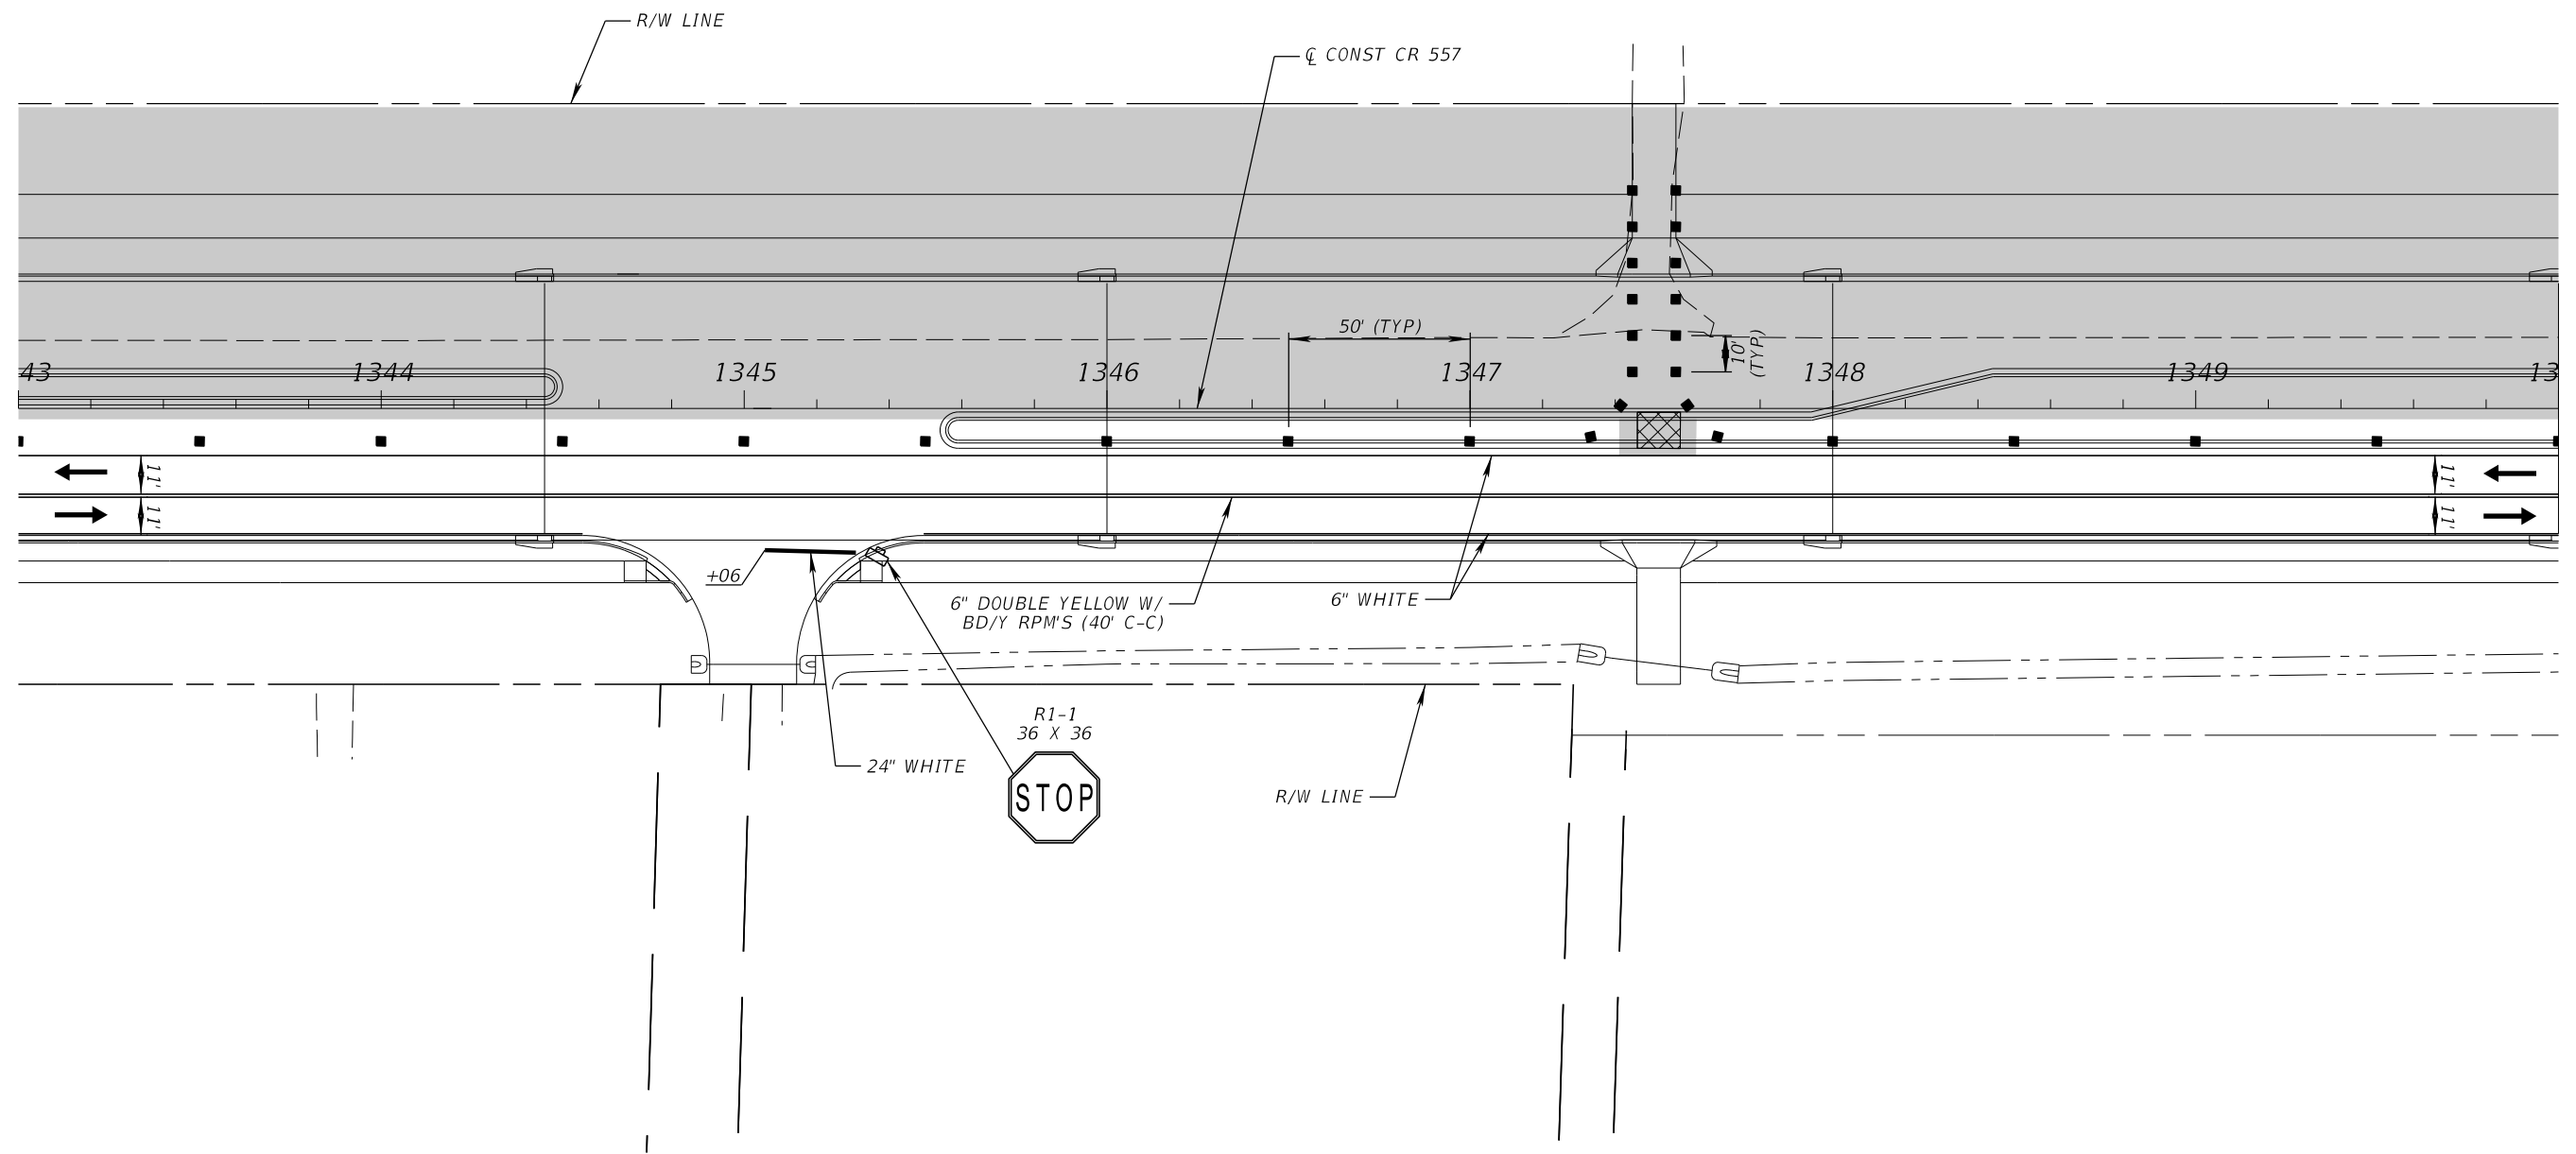 R/W LINE
℄ CONST CR 557
50' (TYP)
10'
(TYP)
43
1344
1345
1346
1347
1348
1349
13
11'
11'
11'
11'
+06
6" DOUBLE YELLOW W/
BD/Y RPM'S (40' C-C)
6" WHITE
R1-1
36 X 36
24" WHITE
STOP
R/W LINE